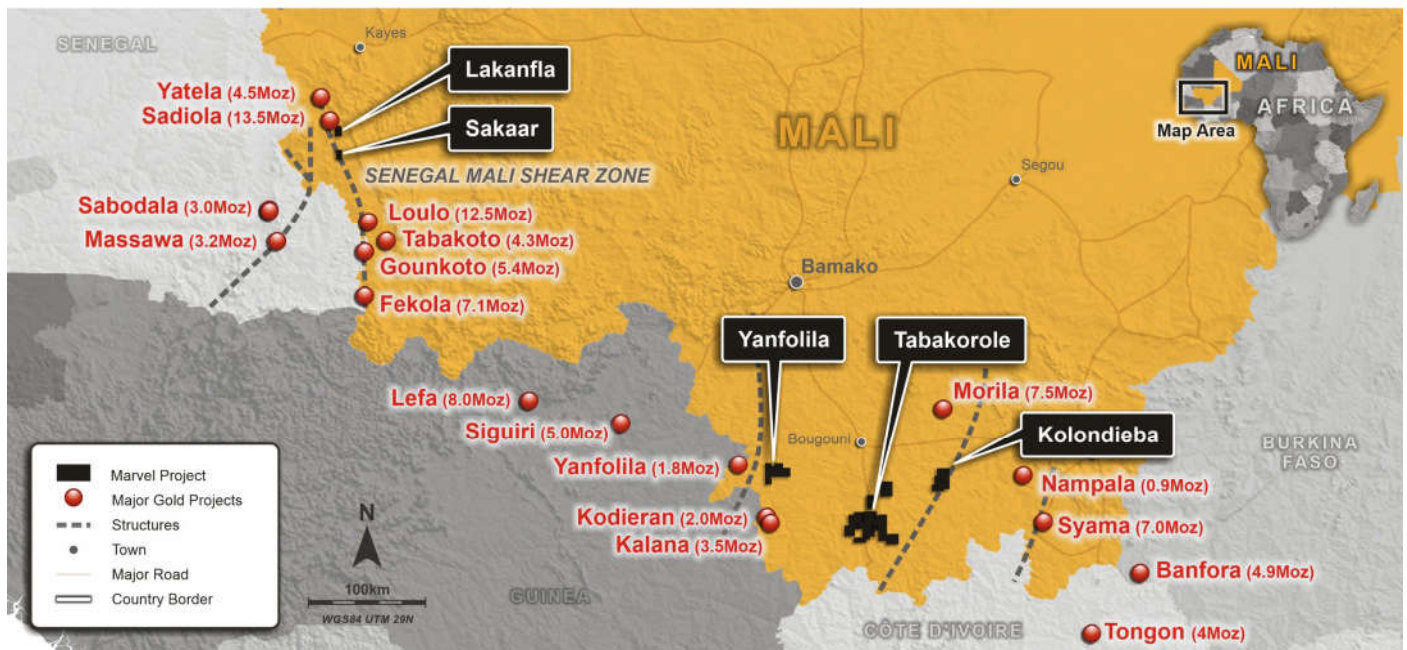 SENEGAL
Kayes
Lakanfla
Yatela (4.5Moz)
Sadiola (13.5Moz)
Sakaar
SENEGAL MALI SHEAR ZONE
MALI
Segou
MALI
AFRICA
Map Area
Sabodala (3.0Moz)
Massawa (3.2Moz)
Loulo (12.5Moz)
Tabakoto (4.3Moz)
Gounkoto (5.4Moz)
Fekola (7.1Moz)
Bamako
Yanfolila
Tabakorole
Lefa (8.0Moz)
Siguiri (5.0Moz)
Morila (7.5Moz)
Bougouni
Kolondieba
BURKINA
FASO
Yanfolila (1.8Moz)
Nampala (0.9Moz)
Kodieran (2.0Moz)
Kalana (3.5Moz)
Syama (7.0Moz)
Banfora (4.9Moz)
GUINEA
CÔTE D'IVOIRE
Tongon (4Moz)
Marvel Project
Major Gold Projects
Structures
Town
Major Road
Country Border
N
100km
WGS84 UTM 29N